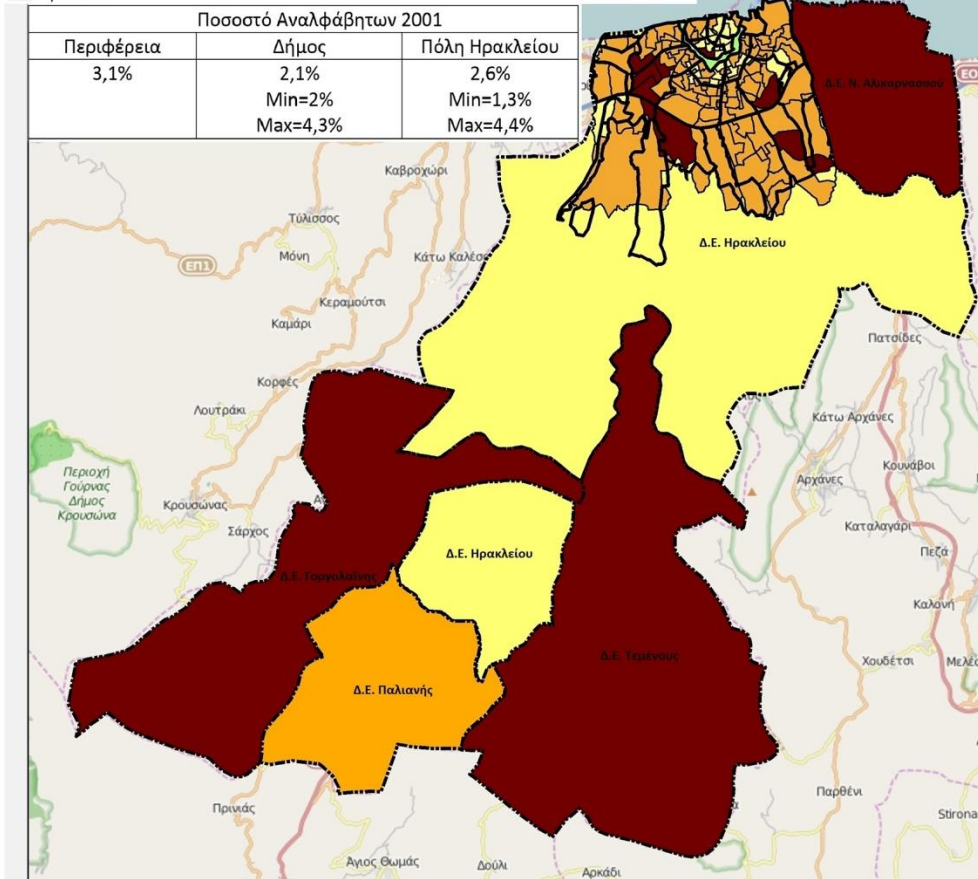 Ποσοστό Αναλφάβητων 2001
Περιφέρεια Δήμος Πόλη Ηρακλείου
3,1% 2,1% 2,6%
Min=2% Min=1,3%
Max=4,3% Max=4,4%
Δ.Ε. Ν. Αλικαρνασσού
Καβροχώρι
Τύλισσος
Μόνη
Κάτω Καλέσ
ΕΠ1
Δ.Ε. Ηρακλείου
Κεραμούτσι
Καμάρι
Πατσίδες
Κορφές
Λουτράκι
Κάτω Αρχάνες
Περιοχή
Γούρνας
Δήμος
Κρουσώνα
Κρουσώνας
Αρχάνες
Κουνάβοι
Σάρχος
Καταλαγάρι
Δ.Ε. Ηρακλείου
Πεζά
Δ.Ε. Γοργολαΐνης
Καλονή
Δ.Ε. Τεμένους
Χουδέτσι
Μελέσ
Δ.Ε. Παλιανής
Πρινιάς
Παρθένι
Stirona
Άγιος Θωμάς
Δούλι
Αρκάδι